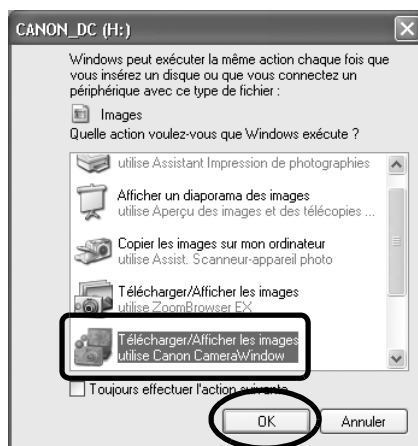 CANON_DC (H:)
Windows peut exécuter la même action chaque fois que
vous insérez un disque ou que vous connectez un
périphérique avec ce type de fichier :
Images
Quelle action voulez-vous que Windows exécute ?
utilise Assistant Impression de photographies
Afficher un diaporama des images
utilise Aperçu des images et des télécopies ...
Copier les images sur mon ordinateur
utilise Assist. Scanneur-appareil photo
Télécharger/Afficher les images
utilise ZoomBrowser EX
Télécharger/Afficher les images
utilise Canon CameraWindow
Toujours effectuer l'action suivante
OK
Annuler